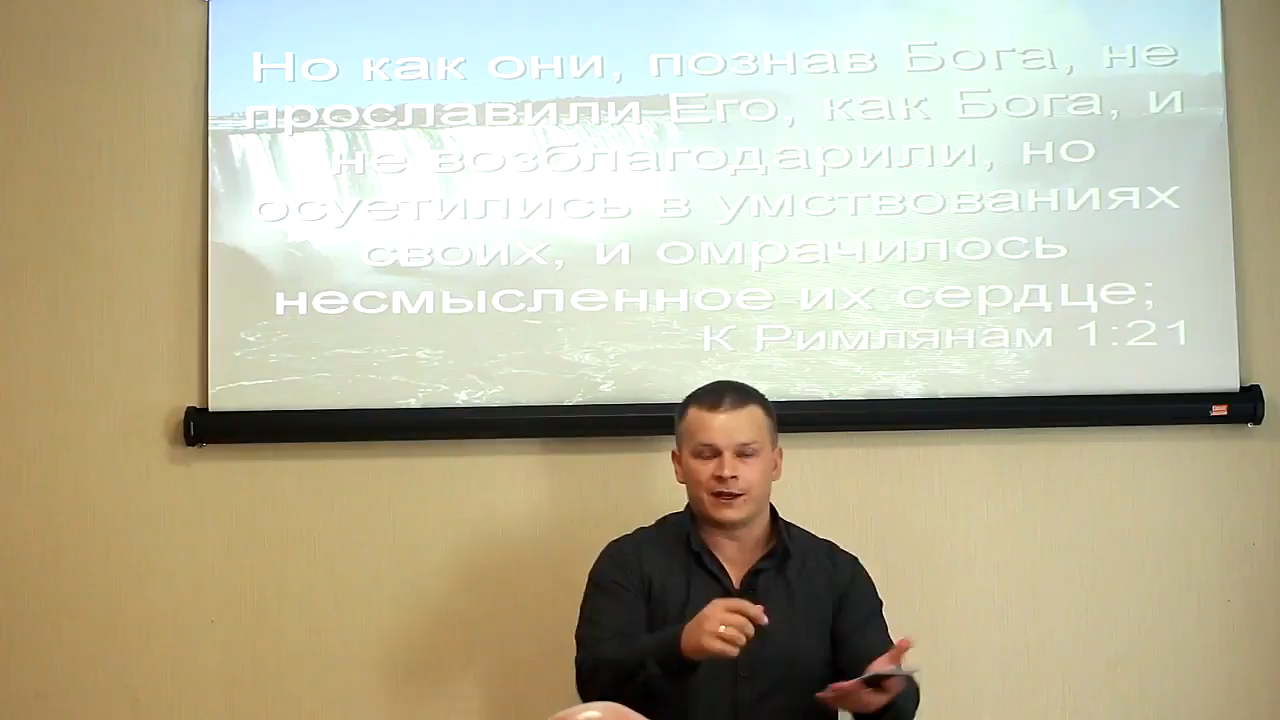 Но как они, познав Бога, не
прославили Его, как Бога, и
не возблагодарили, но
осуетились в умствованиях
своих, и омрачилось
несмысленное их сердце;
К Римлянам 1:21